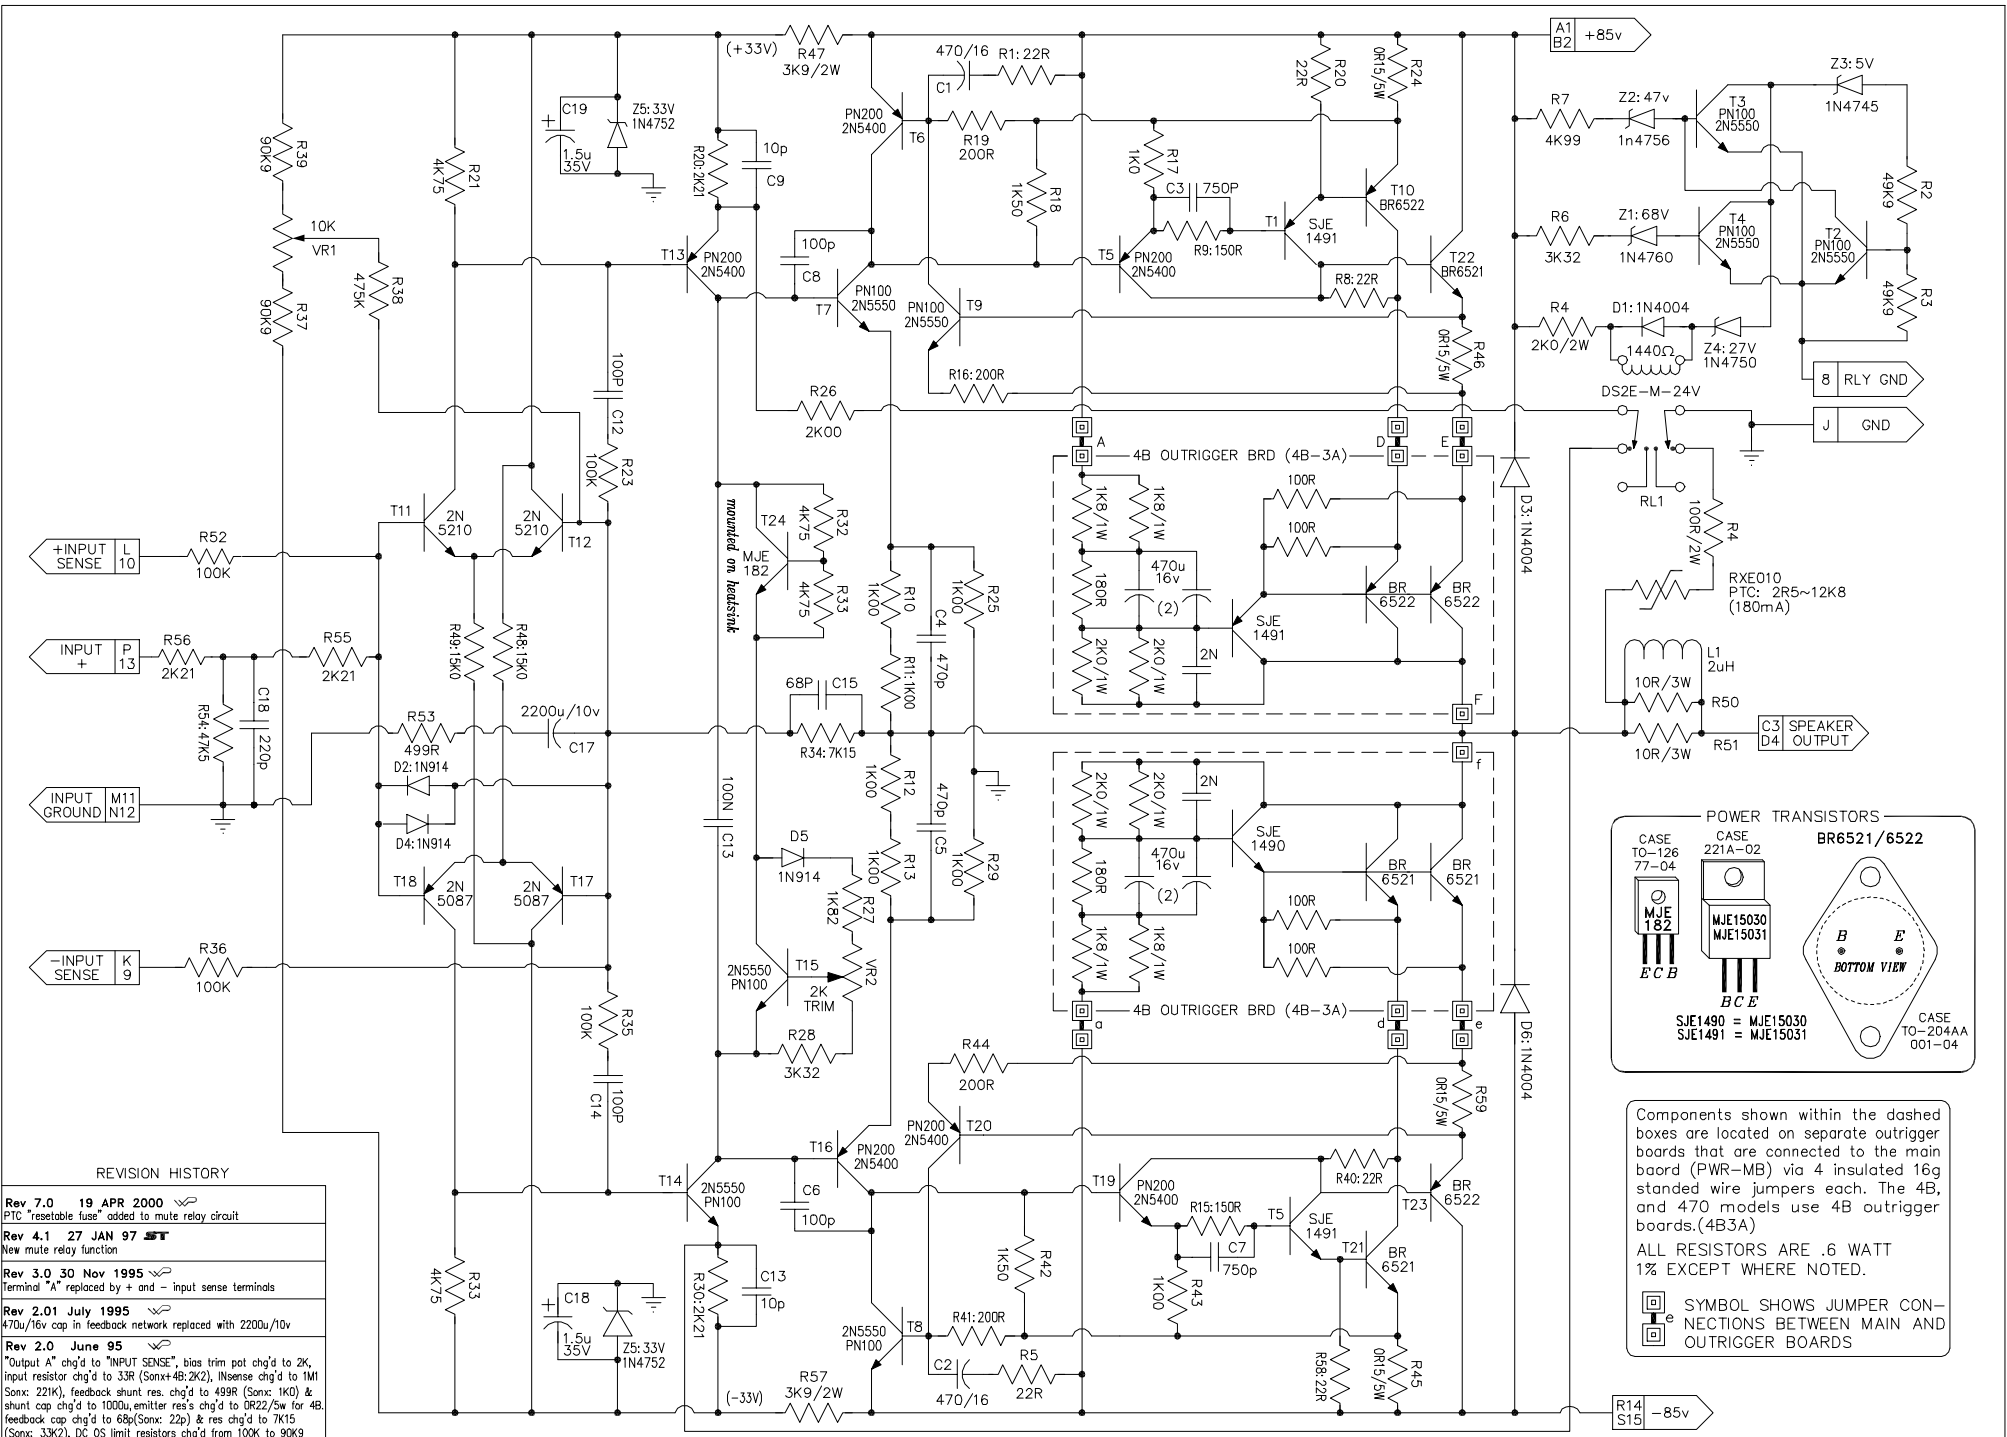 (+33V)
R47
3K9/2W
470/16
C1
R1:22R
R20
22R
R24
0R15/5W
A1
B2
+85v
R39
90K9
10K
VR1
R37
90K9
R38
475K
R21
4K75
C19
+
1.5u
35V
Z5:33V
1N4752
R20:2K21
10p
C9
PN200
2N5400
T6
R19
200R
R18
1K50
R17
1K0
C3
750P
R9:150R
T1
SJE
1491
T10
BR6522
R7
4K99
Z2:47v
1n4756
T3
PN100
2N5550
Z3:5V
1N4745
R2
49K9
R6
3K32
Z1:68V
1N4760
T4
PN100
2N5550
T2
PN100
2N5550
R3
49K9
T13
PN200
2N5400
100p
C8
T7
PN100
2N5550
PN100
2N5550
T9
T5
PN200
2N5400
R8:22R
T22
BR6521
R46
0R15/5W
R4
2K0/2W
D1:1N4004
1440Ω
Z4:27V
1N4750
DS2E-M-24V
8
RLY GND
J
GND
100P
C12
R23
100K
R26
2K00
R16:200R
A
D
E
4B OUTRIGGER BRD (4B-3A)
RL1
R4
100R/2W
RXE010
PTC: 2R5~12K8
(180mA)
L1
2uH
10R/3W
R50
10R/3W
R51
C3
D4
SPEAKER
OUTPUT
D3:1N4004
+INPUT
SENSE
L
10
R52
100K
T11
2N
5210
2N
5210
T12
mounted on heatsink
T24
MJE
182
R32
4K75
R33
4K75
R10
1K00
R11:1K00
C4
470p
R25
1K00
1K8/1W
1K8/1W
180R
470u
16v
(2)
2K0/1W
2K0/1W
2N
SJE
1491
100R
100R
BR
6522
BR
6522
F
INPUT
+
P
13
R56
2K21
R55
2K21
R54:47K5
C18
220p
R49:15K0
R48:15K0
R53
499R
2200u/10v
C17
68P
C15
R34:7K15
D2:1N914
D4:1N914
INPUT
GROUND
M11
N12
T18
2N
5087
2N
5087
T17
100N
C13
D5
1N914
R27
1K82
VR2
2N5550
PN100
T15
2K
TRIM
R28
3K32
R12
1K00
R13
1K00
470p
C5
R29
1K00
f
2K0/1W
2K0/1W
2N
SJE
1490
180R
470u
16v
(2)
1K8/1W
1K8/1W
100R
100R
BR
6521
BR
6521
4B OUTRIGGER BRD (4B-3A)
a
d
e
D6:1N4004
-INPUT
SENSE
K
9
R36
100K
R35
100K
100P
C14
R44
200R
R59
0R15/5W
PN200
2N5400
T20
T16
PN200
2N5400
T14
2N5550
PN100
C6
100p
T19
PN200
2N5400
R15:150R
C7
750p
T5
SJE
1491
R40:22R
T23
BR
6522
T21
BR
6521
R33
4K75
C18
+
1.5u
35V
Z5:33V
1N4752
R30:2K21
C13
10p
R42
1K50
R43
1K00
2N5550
PN100
T8
R41:200R
C2
470/16
R5
22R
R58:22R
R45
0R15/5W
(-33V)
R57
3K9/2W
R14
S15
-85v
POWER TRANSISTORS
CASE
TO-126
77-04
CASE
221A-02
BR6521/6522
MJE
182
MJE15030
MJE15031
E C B
B C E
B
E
BOTTOM VIEW
SJE1490 = MJE15030
SJE1491 = MJE15031
CASE
TO-204AA
001-04
Components shown within the dashed
boxes are located on separate outrigger
boards that are connected to the main
baord (PWR-MB) via 4 insulated 16g
standed wire jumpers each. The 4B,
and 470 models use 4B outrigger
boards.(4B3A)
ALL RESISTORS ARE .6 WATT
1% EXCEPT WHERE NOTED.
e
SYMBOL SHOWS JUMPER CON-
NECTIONS BETWEEN MAIN AND
OUTRIGGER BOARDS
REVISION HISTORY
Rev 7.0 19 APR 2000
PTC "resetable fuse" added to mute relay circuit
Rev 4.1 27 JAN 97 ST
New mute relay function
Rev 3.0 30 Nov 1995
Terminal "A" replaced by + and - input sense terminals
Rev 2.01 July 1995
470u/16v cap in feedback network replaced with 2200u/10v
Rev 2.0 June 95
"Output A" chg'd to "INPUT SENSE", bias trim pot chg'd to 2K,
input resistor chg'd to 33R (Sonx+4B:2K2), INsense chg'd to 1M1
Sonx: 221K), feedback shunt res. chg'd to 499R (Sonx: 1K0) &
shunt cap chg'd to 1000u,emitter res's chg'd to 0R22/5w for 4B.
feedback cap chg'd to 68p(Sonx: 22p) & res chg'd to 7K15
(Sonx: 33K2), DC OS limit resistors chg'd from 100K to 90K9